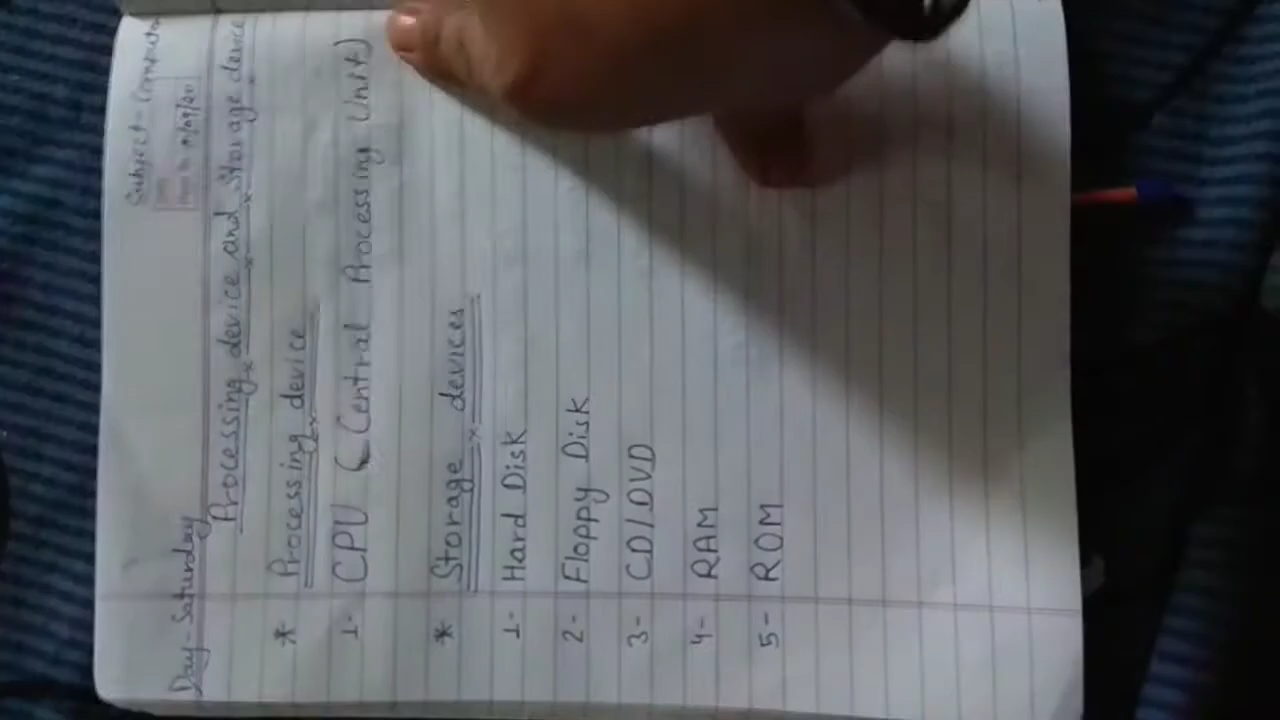 Day-Saturday
Subject-Computer
Processing device and Storage device
* Processing device
1- CPU (Central Processing Unit)
* Storage devices
1- Hard Disk
2- Floppy Disk
3- CD/DVD
4- RAM
5- ROM